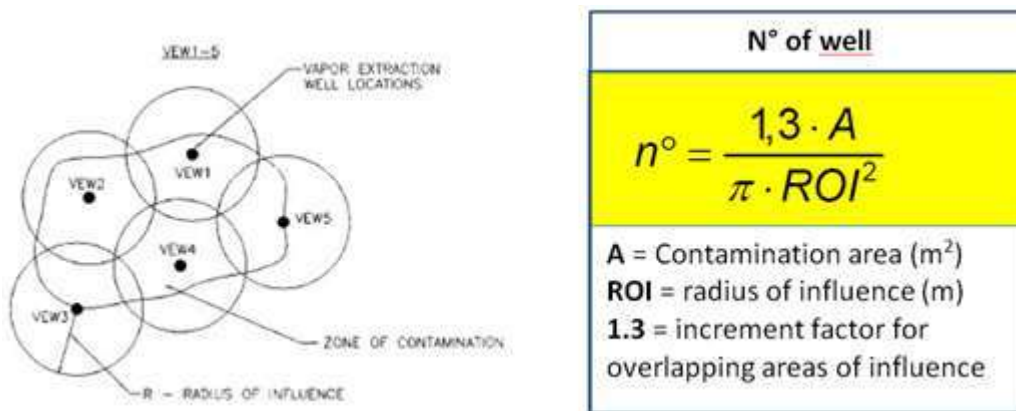 VEW1-5
VAPOR EXTRACTION
WELL LOCATIONS
VEW1
VEW2
VEW5
VEW4
VEW3
ZONE OF CONTAMINATION
R - RADIUS OF INFLUENCE
N° of well
n° = 1,3 · A / π · ROI²
A = Contamination area (m²)
ROI = radius of influence (m)
1.3 = increment factor for
overlapping areas of influence